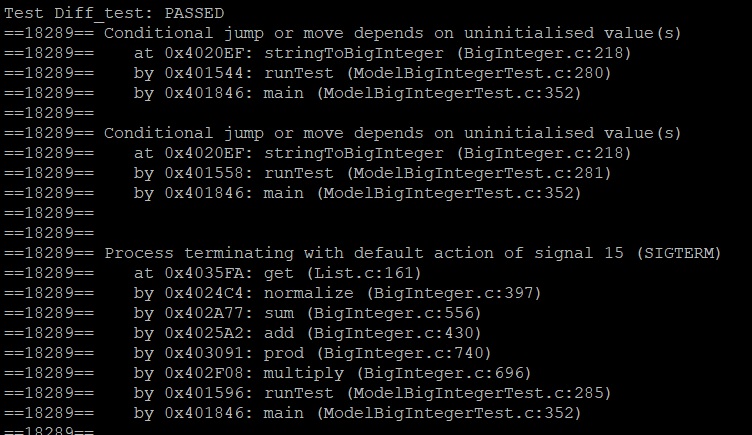 Test Diff_test: PASSED
==18289== Conditional jump or move depends on uninitialised value(s)
==18289==    at 0x4020EF: stringToBigInteger (BigInteger.c:218)
==18289==    by 0x401544: runTest (ModelBigIntegerTest.c:280)
==18289==    by 0x401846: main (ModelBigIntegerTest.c:352)
==18289==
==18289== Conditional jump or move depends on uninitialised value(s)
==18289==    at 0x4020EF: stringToBigInteger (BigInteger.c:218)
==18289==    by 0x401558: runTest (ModelBigIntegerTest.c:281)
==18289==    by 0x401846: main (ModelBigIntegerTest.c:352)
==18289==
==18289==
==18289== Process terminating with default action of signal 15 (SIGTERM)
==18289==    at 0x4035FA: get (List.c:161)
==18289==    by 0x4024C4: normalize (BigInteger.c:397)
==18289==    by 0x402A77: sum (BigInteger.c:556)
==18289==    by 0x4025A2: add (BigInteger.c:430)
==18289==    by 0x403091: prod (BigInteger.c:740)
==18289==    by 0x402F08: multiply (BigInteger.c:696)
==18289==    by 0x401596: runTest (ModelBigIntegerTest.c:285)
==18289==    by 0x401846: main (ModelBigIntegerTest.c:352)
==18289==